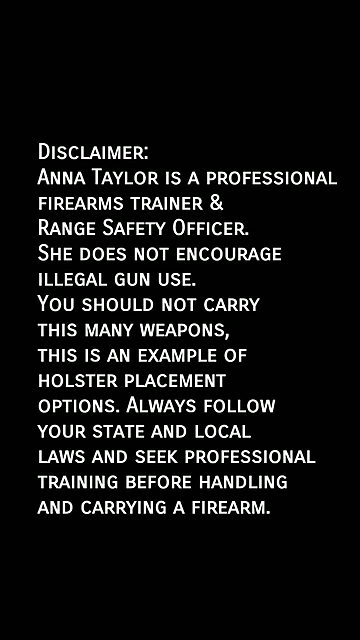 Disclaimer:
Anna Taylor is a professional
firearms trainer &
Range Safety Officer.
She does not encourage
illegal gun use.
You should not carry
this many weapons,
this is an example of
holster placement
options. Always follow
your state and local
laws and seek professional
training before handling
and carrying a firearm.